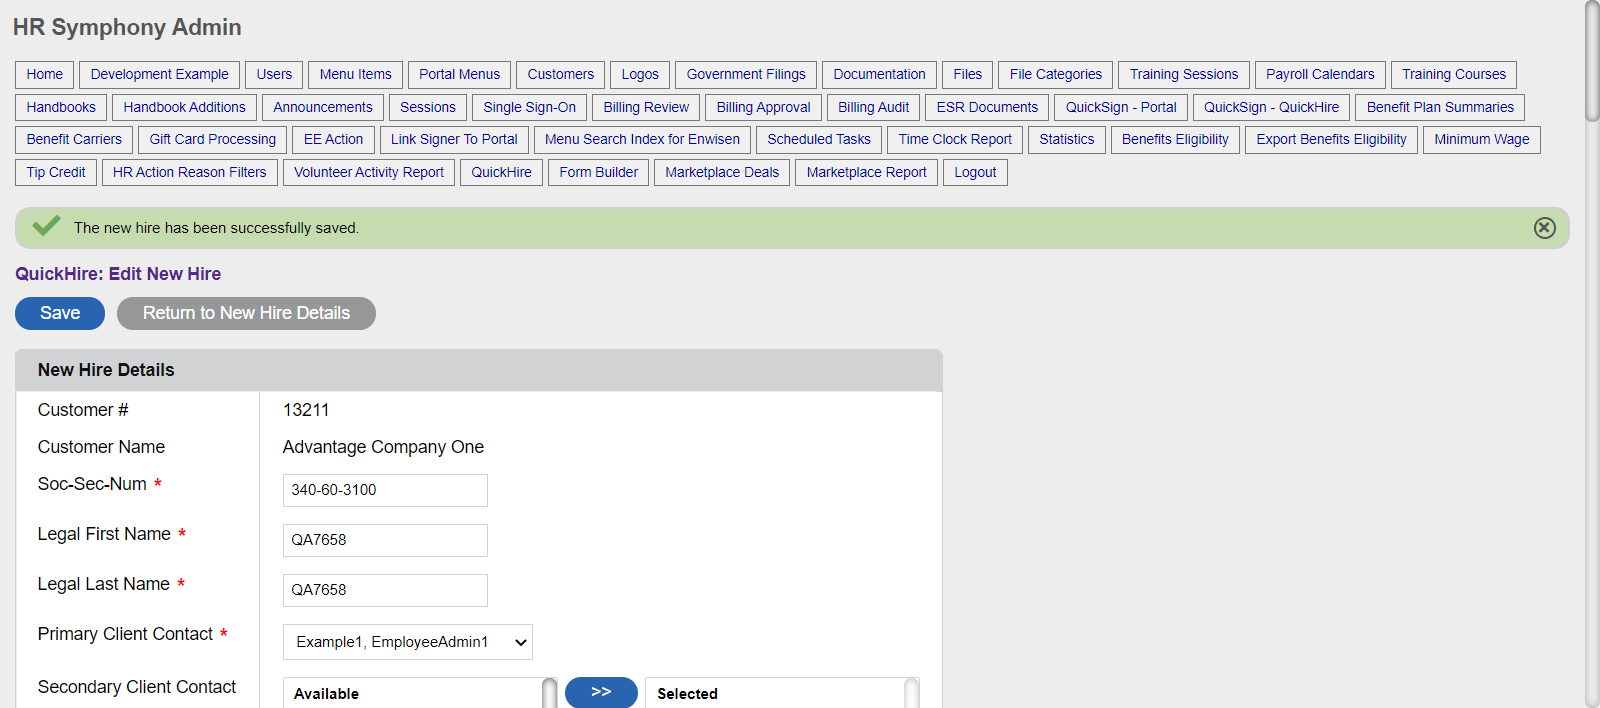 HR Symphony Admin
Home Development Example Users Menu Items Portal Menus Customers Logos Government Filings Documentation Files File Categories Training Sessions Payroll Calendars Training Courses
Handbooks Handbook Additions Announcements Sessions Single Sign-On Billing Review Billing Approval Billing Audit ESR Documents QuickSign - Portal QuickSign - QuickHire Benefit Plan Summaries
Benefit Carriers Gift Card Processing EE Action Link Signer To Portal Menu Search Index for Enwisen Scheduled Tasks Time Clock Report Statistics Benefits Eligibility Export Benefits Eligibility Minimum Wage
Tip Credit HR Action Reason Filters Volunteer Activity Report QuickHire Form Builder Marketplace Deals Marketplace Report Logout
The new hire has been successfully saved.
QuickHire: Edit New Hire
Save Return to New Hire Details
New Hire Details
Customer # 13211
Customer Name Advantage Company One
Soc-Sec-Num * 340-60-3100
Legal First Name * QA7658
Legal Last Name * QA7658
Primary Client Contact * Example1, EmployeeAdmin1
Secondary Client Contact Available >> Selected